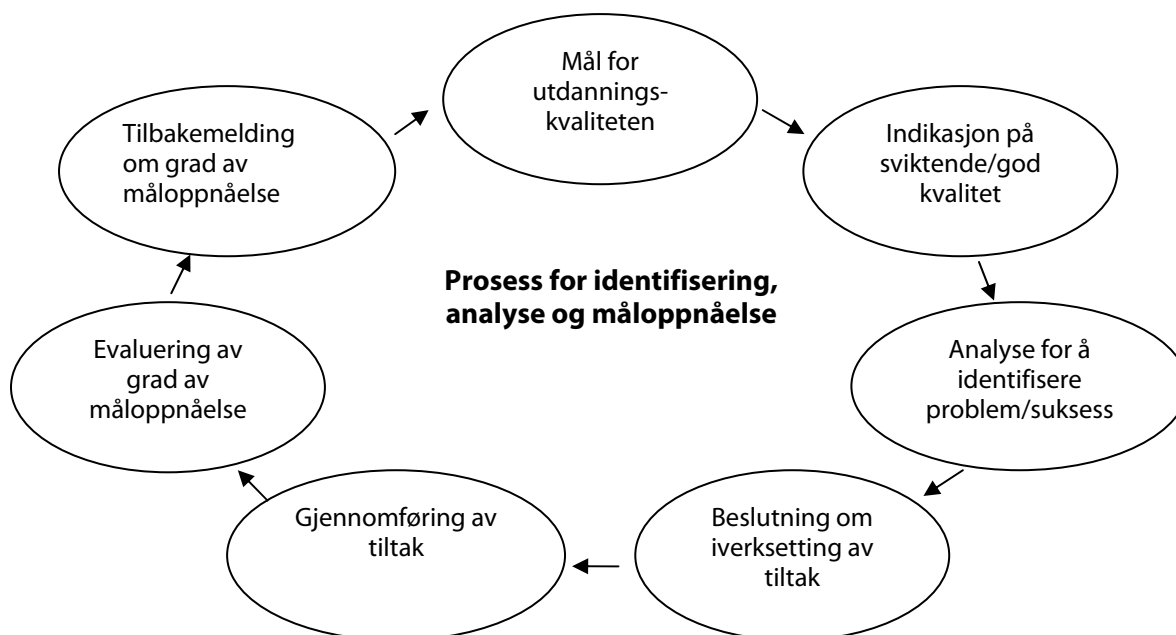 Mål for
utdannings-
kvaliteten
Indikasjon på
sviktende/god
kvalitet
Analyse for å
identifisere
problem/suksess
Beslutning om
iverksetting av
tiltak
Gjennomføring av
tiltak
Evaluering av
grad av
måloppnåelse
Tilbakemelding
om grad av
måloppnåelse
Prosess for identifisering,
analyse og måloppnåelse